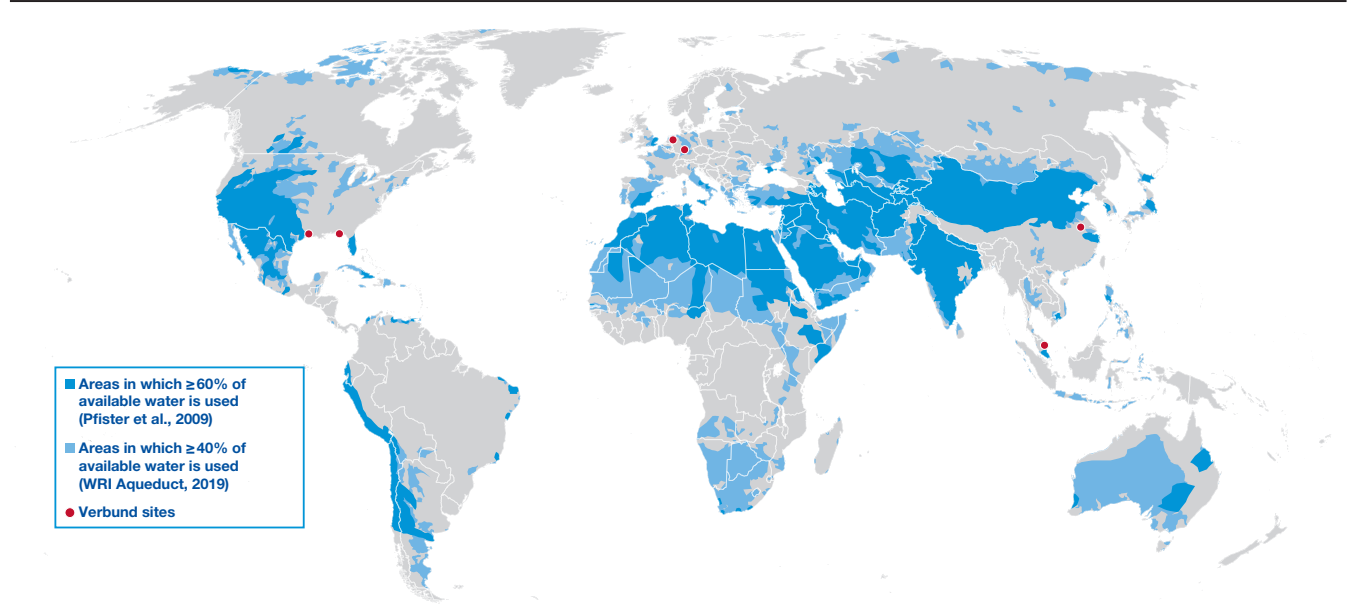 Areas in which ≥60% of
available water is used
(Pfister et al., 2009)
Areas in which ≥40% of
available water is used
(WRI Aqueduct, 2019)
Verbund sites